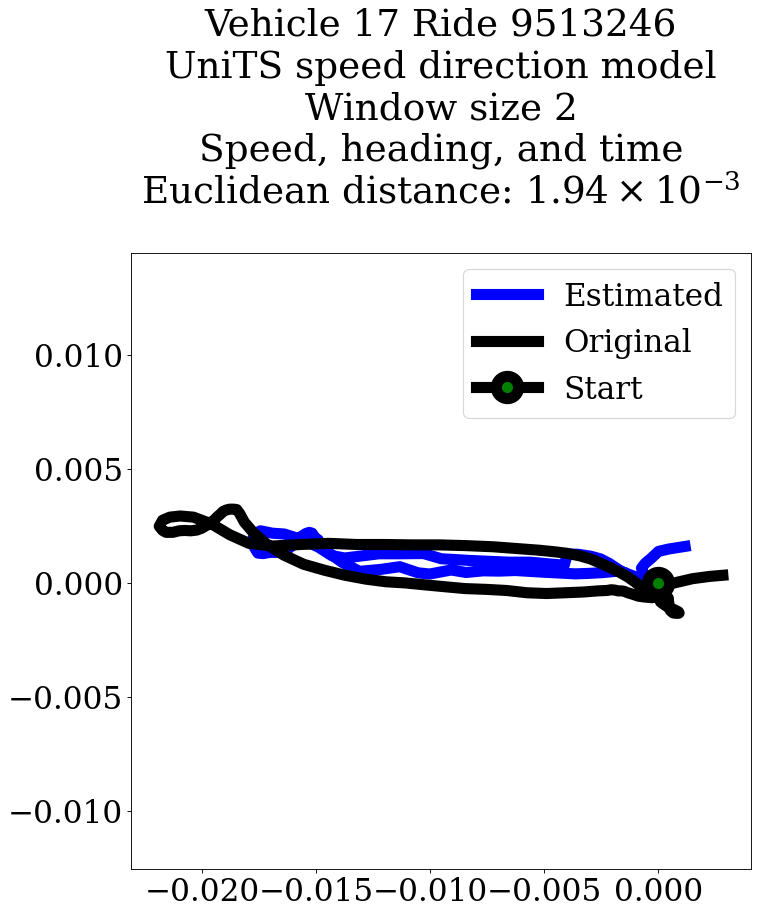 Vehicle 17 Ride 9513246
UniTS speed direction model
Window size 2
Speed, heading, and time
Euclidean distance: 1.94 × 10⁻³
Estimated
Original
Start
0.010
0.005
0.000
−0.005
−0.010
−0.020 −0.015 −0.010 −0.005 0.000